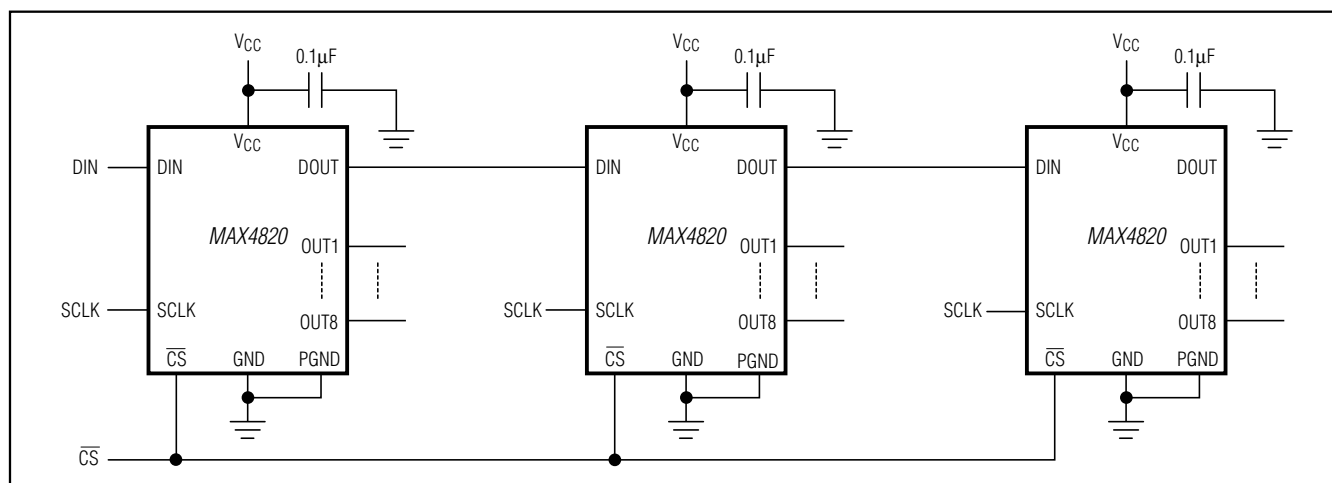 VCC 0.1µF VCC 0.1µF VCC 0.1µF
VCC VCC VCC
DIN DIN DOUT DIN DOUT DIN DOUT
MAX4820 MAX4820 MAX4820
OUT1 OUT1 OUT1
SCLK SCLK SCLK SCLK SCLK SCLK
OUT8 OUT8 OUT8
CS GND PGND CS GND PGND CS GND PGND
CS